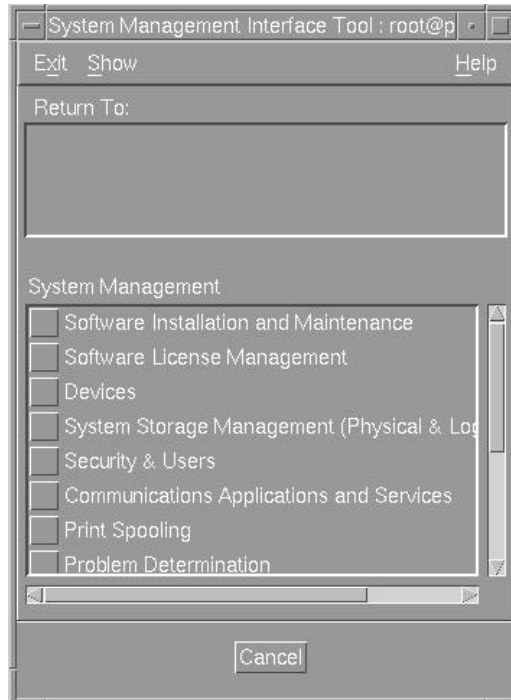 System Management Interface Tool : root@p
Exit Show Help
Return To:
System Management
Software Installation and Maintenance
Software License Management
Devices
System Storage Management (Physical & Log
Security & Users
Communications Applications and Services
Print Spooling
Problem Determination
Cancel